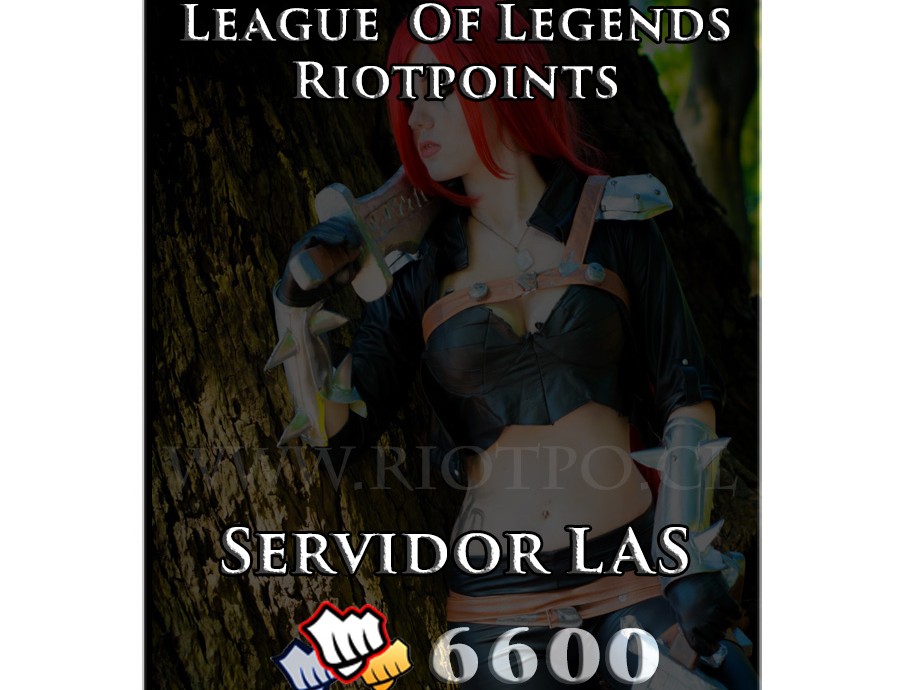 League Of Legends
Riotpoints
www.riotpo.cl
Servidor LAS
6600